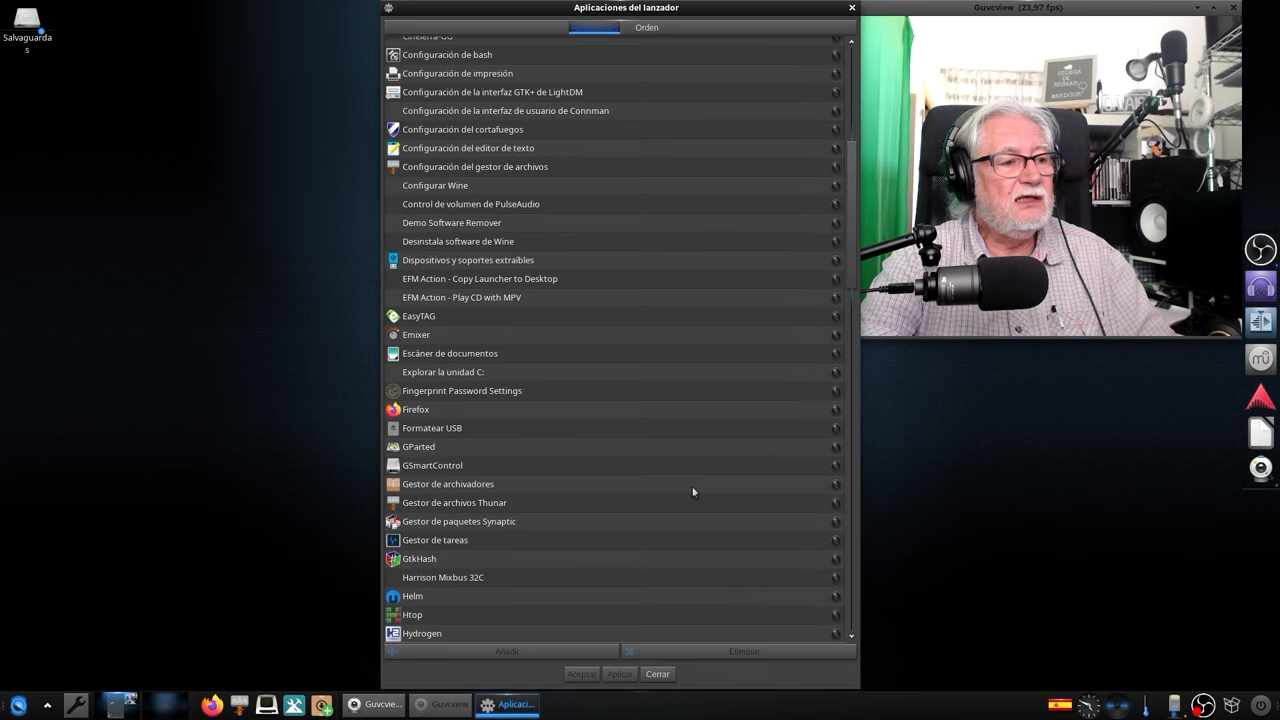 Aplicaciones del lanzador
Guvcview (23,97 fps)
Orden
Salvaguarda
s
Cinelerra-GG
Configuración de bash
Configuración de impresión
Configuración de la interfaz GTK+ de LightDM
Configuración de la interfaz de usuario de Connman
Configuración del cortafuegos
Configuración del editor de texto
Configuración del gestor de archivos
Configurar Wine
Control de volumen de PulseAudio
Demo Software Remover
Desinstala software de Wine
Dispositivos y soportes extraíbles
EFM Action - Copy Launcher to Desktop
EFM Action - Play CD with MPV
EasyTAG
Emixer
Escáner de documentos
Explorar la unidad C:
Fingerprint Password Settings
Firefox
Formatear USB
GParted
GSmartControl
Gestor de archivadores
Gestor de archivos Thunar
Gestor de paquetes Synaptic
Gestor de tareas
GtkHash
Harrison Mixbus 32C
Helm
Htop
Hydrogen
Añadir
Eliminar
Aceptar
Aplicar
Cerrar
Guvcvie...
Guvcview
Aplicaci...